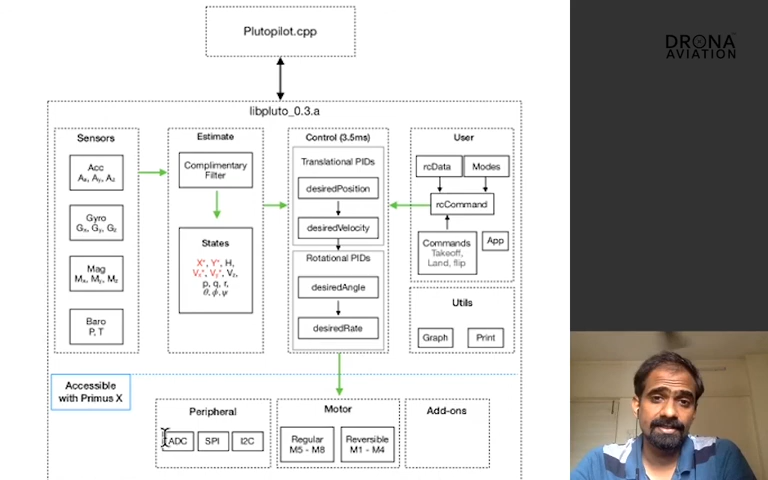 Plutopilot.cpp
DRONA
AVIATION
libpluto_0.3.a
Sensors
Acc
Ax, Ay, Az
Gyro
Gx, Gy, Gz
Mag
Mx, My, Mz
Baro
P, T
Estimate
Complimentary
Filter
States
X*, Y*, H,
Vx*, Vy*, Vz,
p, q, r,
θ, ϕ, ψ
Control (3.5ms)
Translational PIDs
desiredPosition
desiredVelocity
Rotational PIDs
desiredAngle
desiredRate
User
rcData
Modes
rcCommand
Commands
Takeoff,
Land, flip
App
Utils
Graph
Print
Accessible
with Primus X
Peripheral
ADC
SPI
I2C
Motor
Regular
M5 - M8
Reversible
M1 - M4
Add-ons